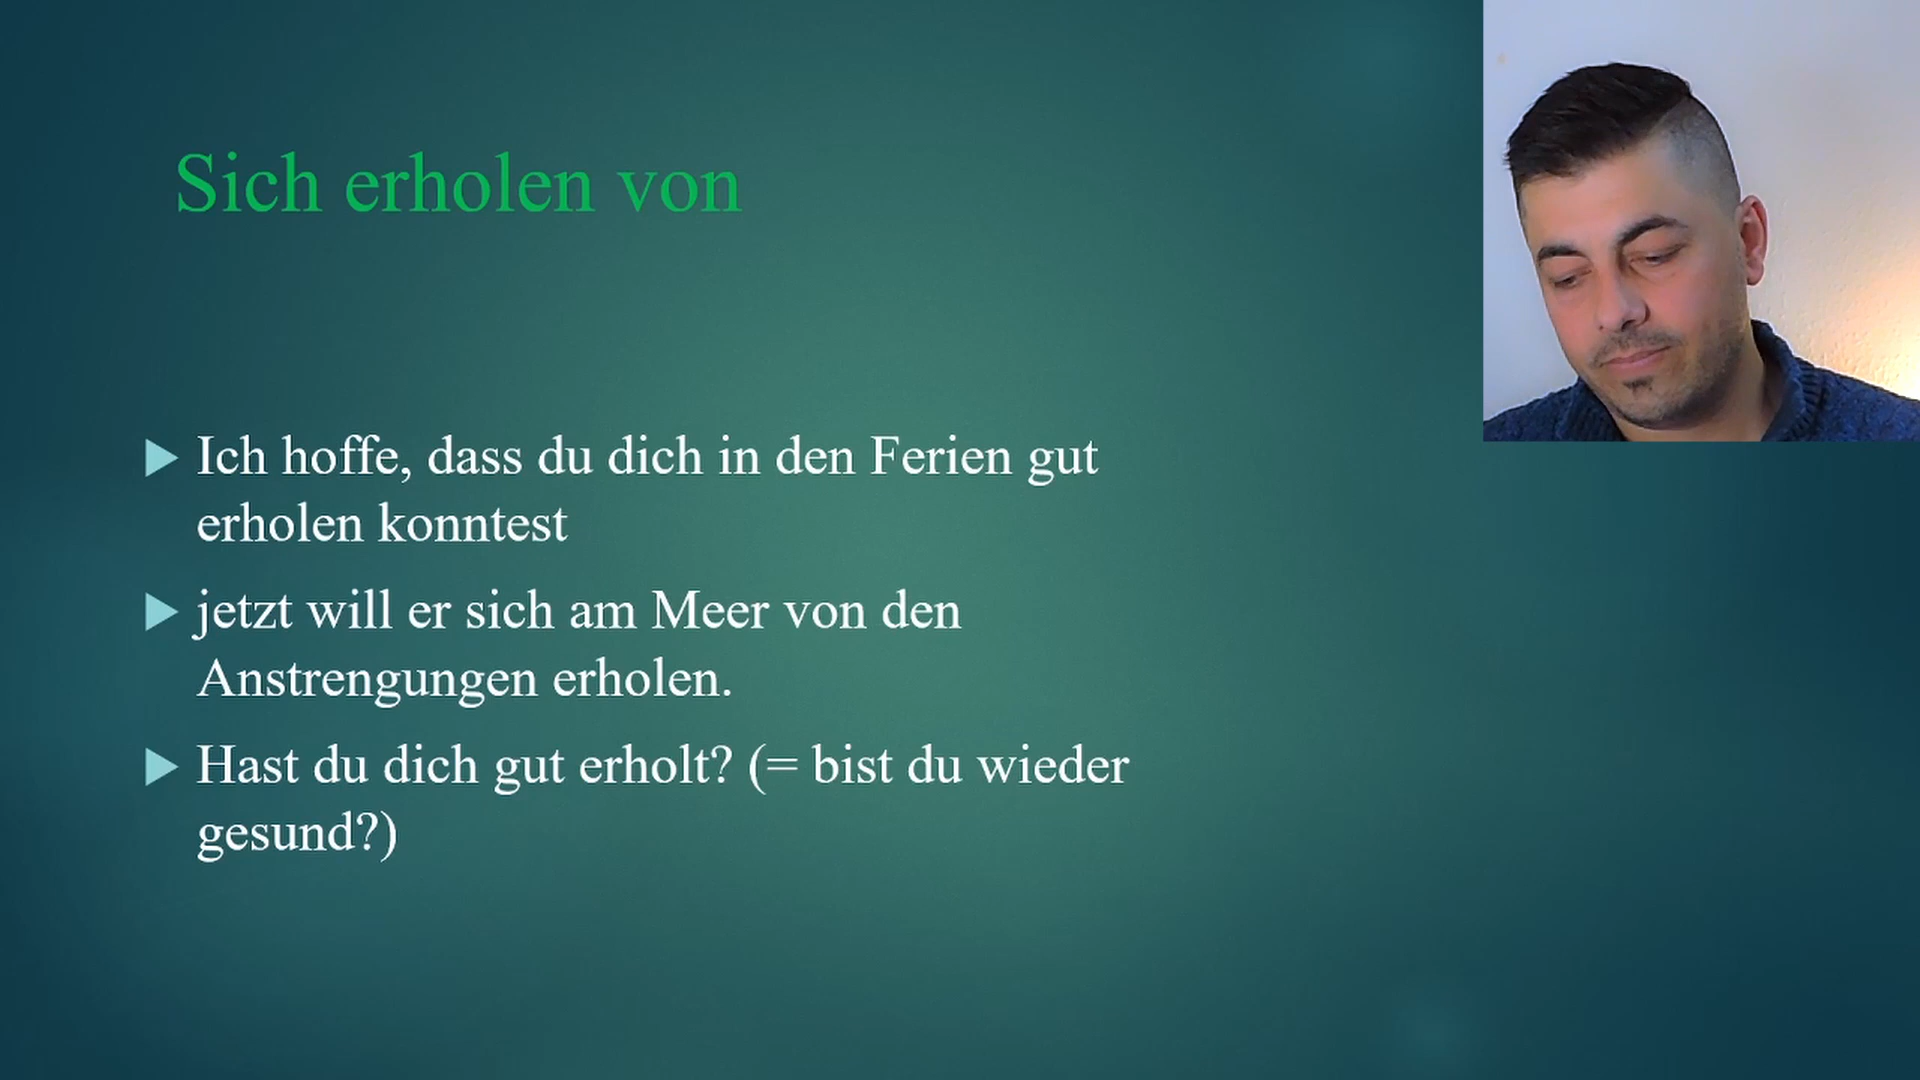 Sich erholen von
Ich hoffe, dass du dich in den Ferien gut
erholen konntest
jetzt will er sich am Meer von den
Anstrengungen erholen.
Hast du dich gut erholt? (= bist du wieder
gesund?)